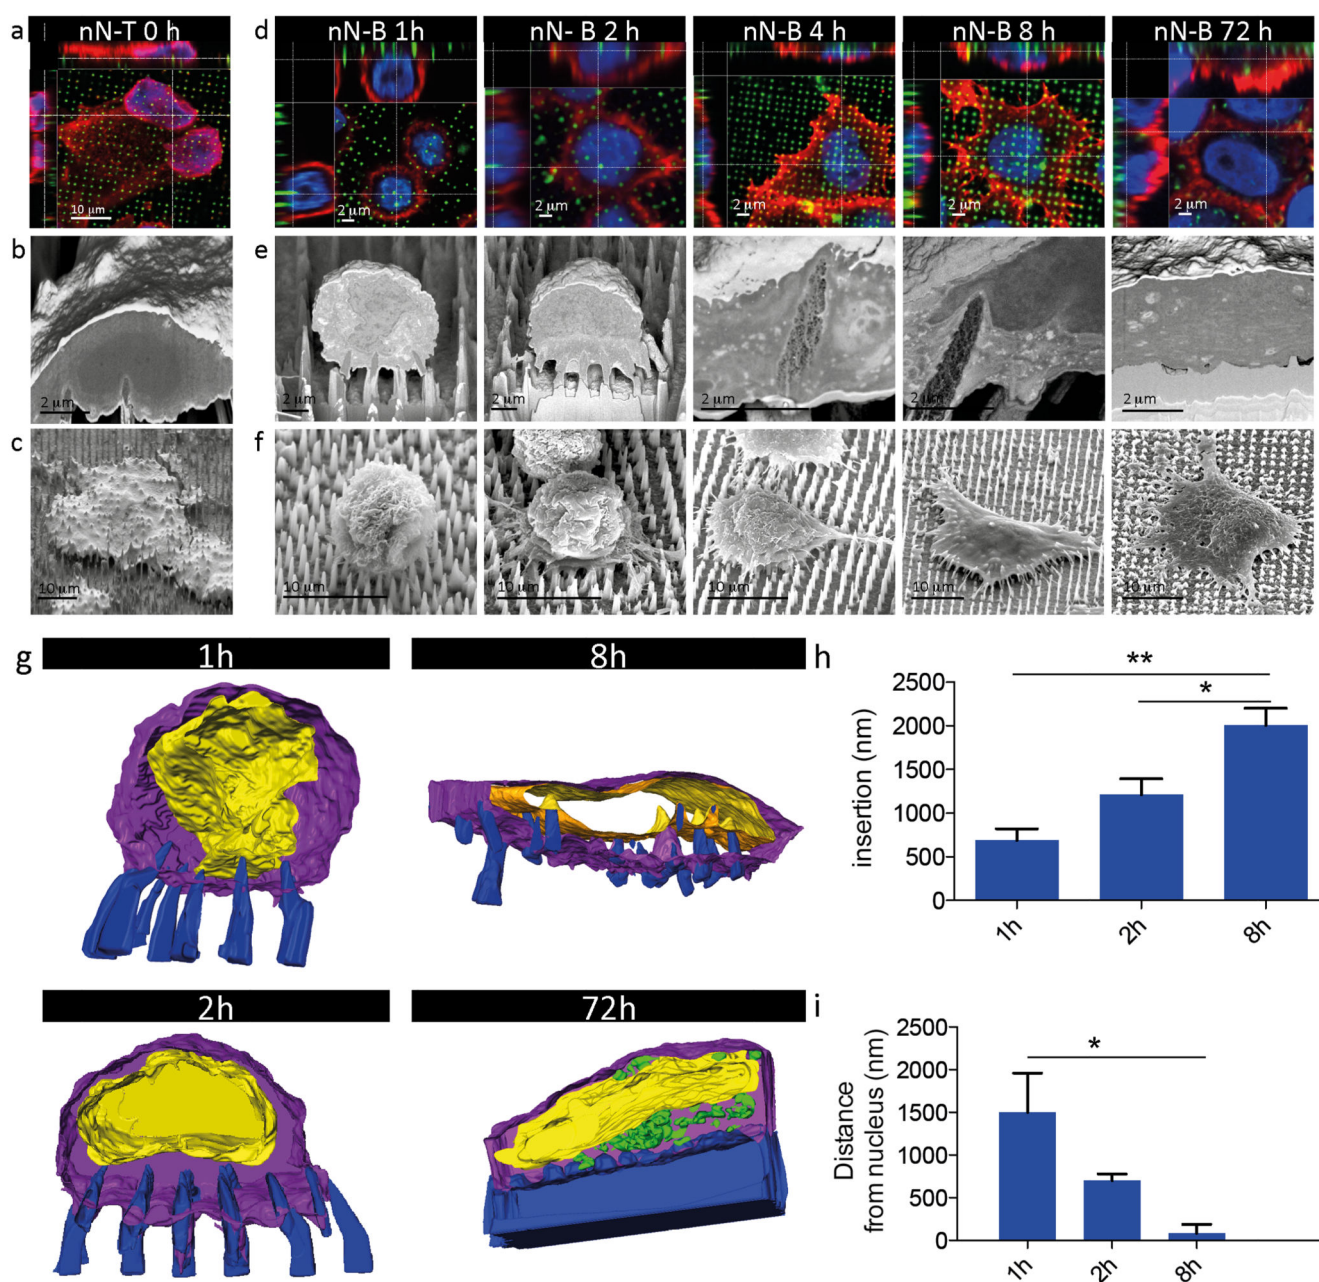 a nN-T 0 h d nN-B 1h nN- B 2 h nN-B 4 h nN-B 8 h nN-B 72 h
10 μm 2 μm 2 μm 2 μm 2 μm 2 μm
b e
2 μm 2 μm 2 μm 2 μm 2 μm 2 μm
c f
10 μm 10 μm 10 μm 10 μm 10 μm 10 μm
g 1h 8h h
**
*
2500
2000
1500
1000
500
0
insertion (nm)
1h 2h 8h
2h 72h i
*
2500
2000
1500
1000
500
0
Distance
from nucleus (nm)
1h 2h 8h